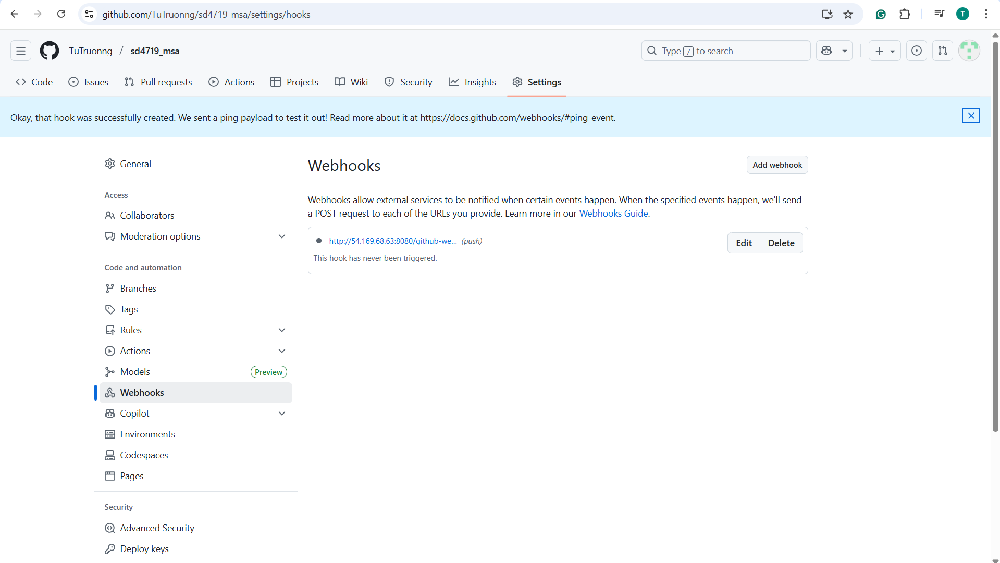 github.com/TuTruonng/sd4719_msa/settings/hooks
T
TuTruonng / sd4719_msa
Type / to search
Code
Issues
Pull requests
Actions
Projects
Wiki
Security
Insights
Settings
Okay, that hook was successfully created. We sent a ping payload to test it out! Read more about it at https://docs.github.com/webhooks/#ping-event.
General
Access
Collaborators
Moderation options
Code and automation
Branches
Tags
Rules
Actions
Models
Preview
Webhooks
Copilot
Environments
Codespaces
Pages
Security
Advanced Security
Deploy keys
Webhooks
Add webhook
Webhooks allow external services to be notified when certain events happen. When the specified events happen, we'll send
a POST request to each of the URLs you provide. Learn more in our Webhooks Guide.
http://54.169.68.63:8080/github-we... (push)
Edit
Delete
This hook has never been triggered.